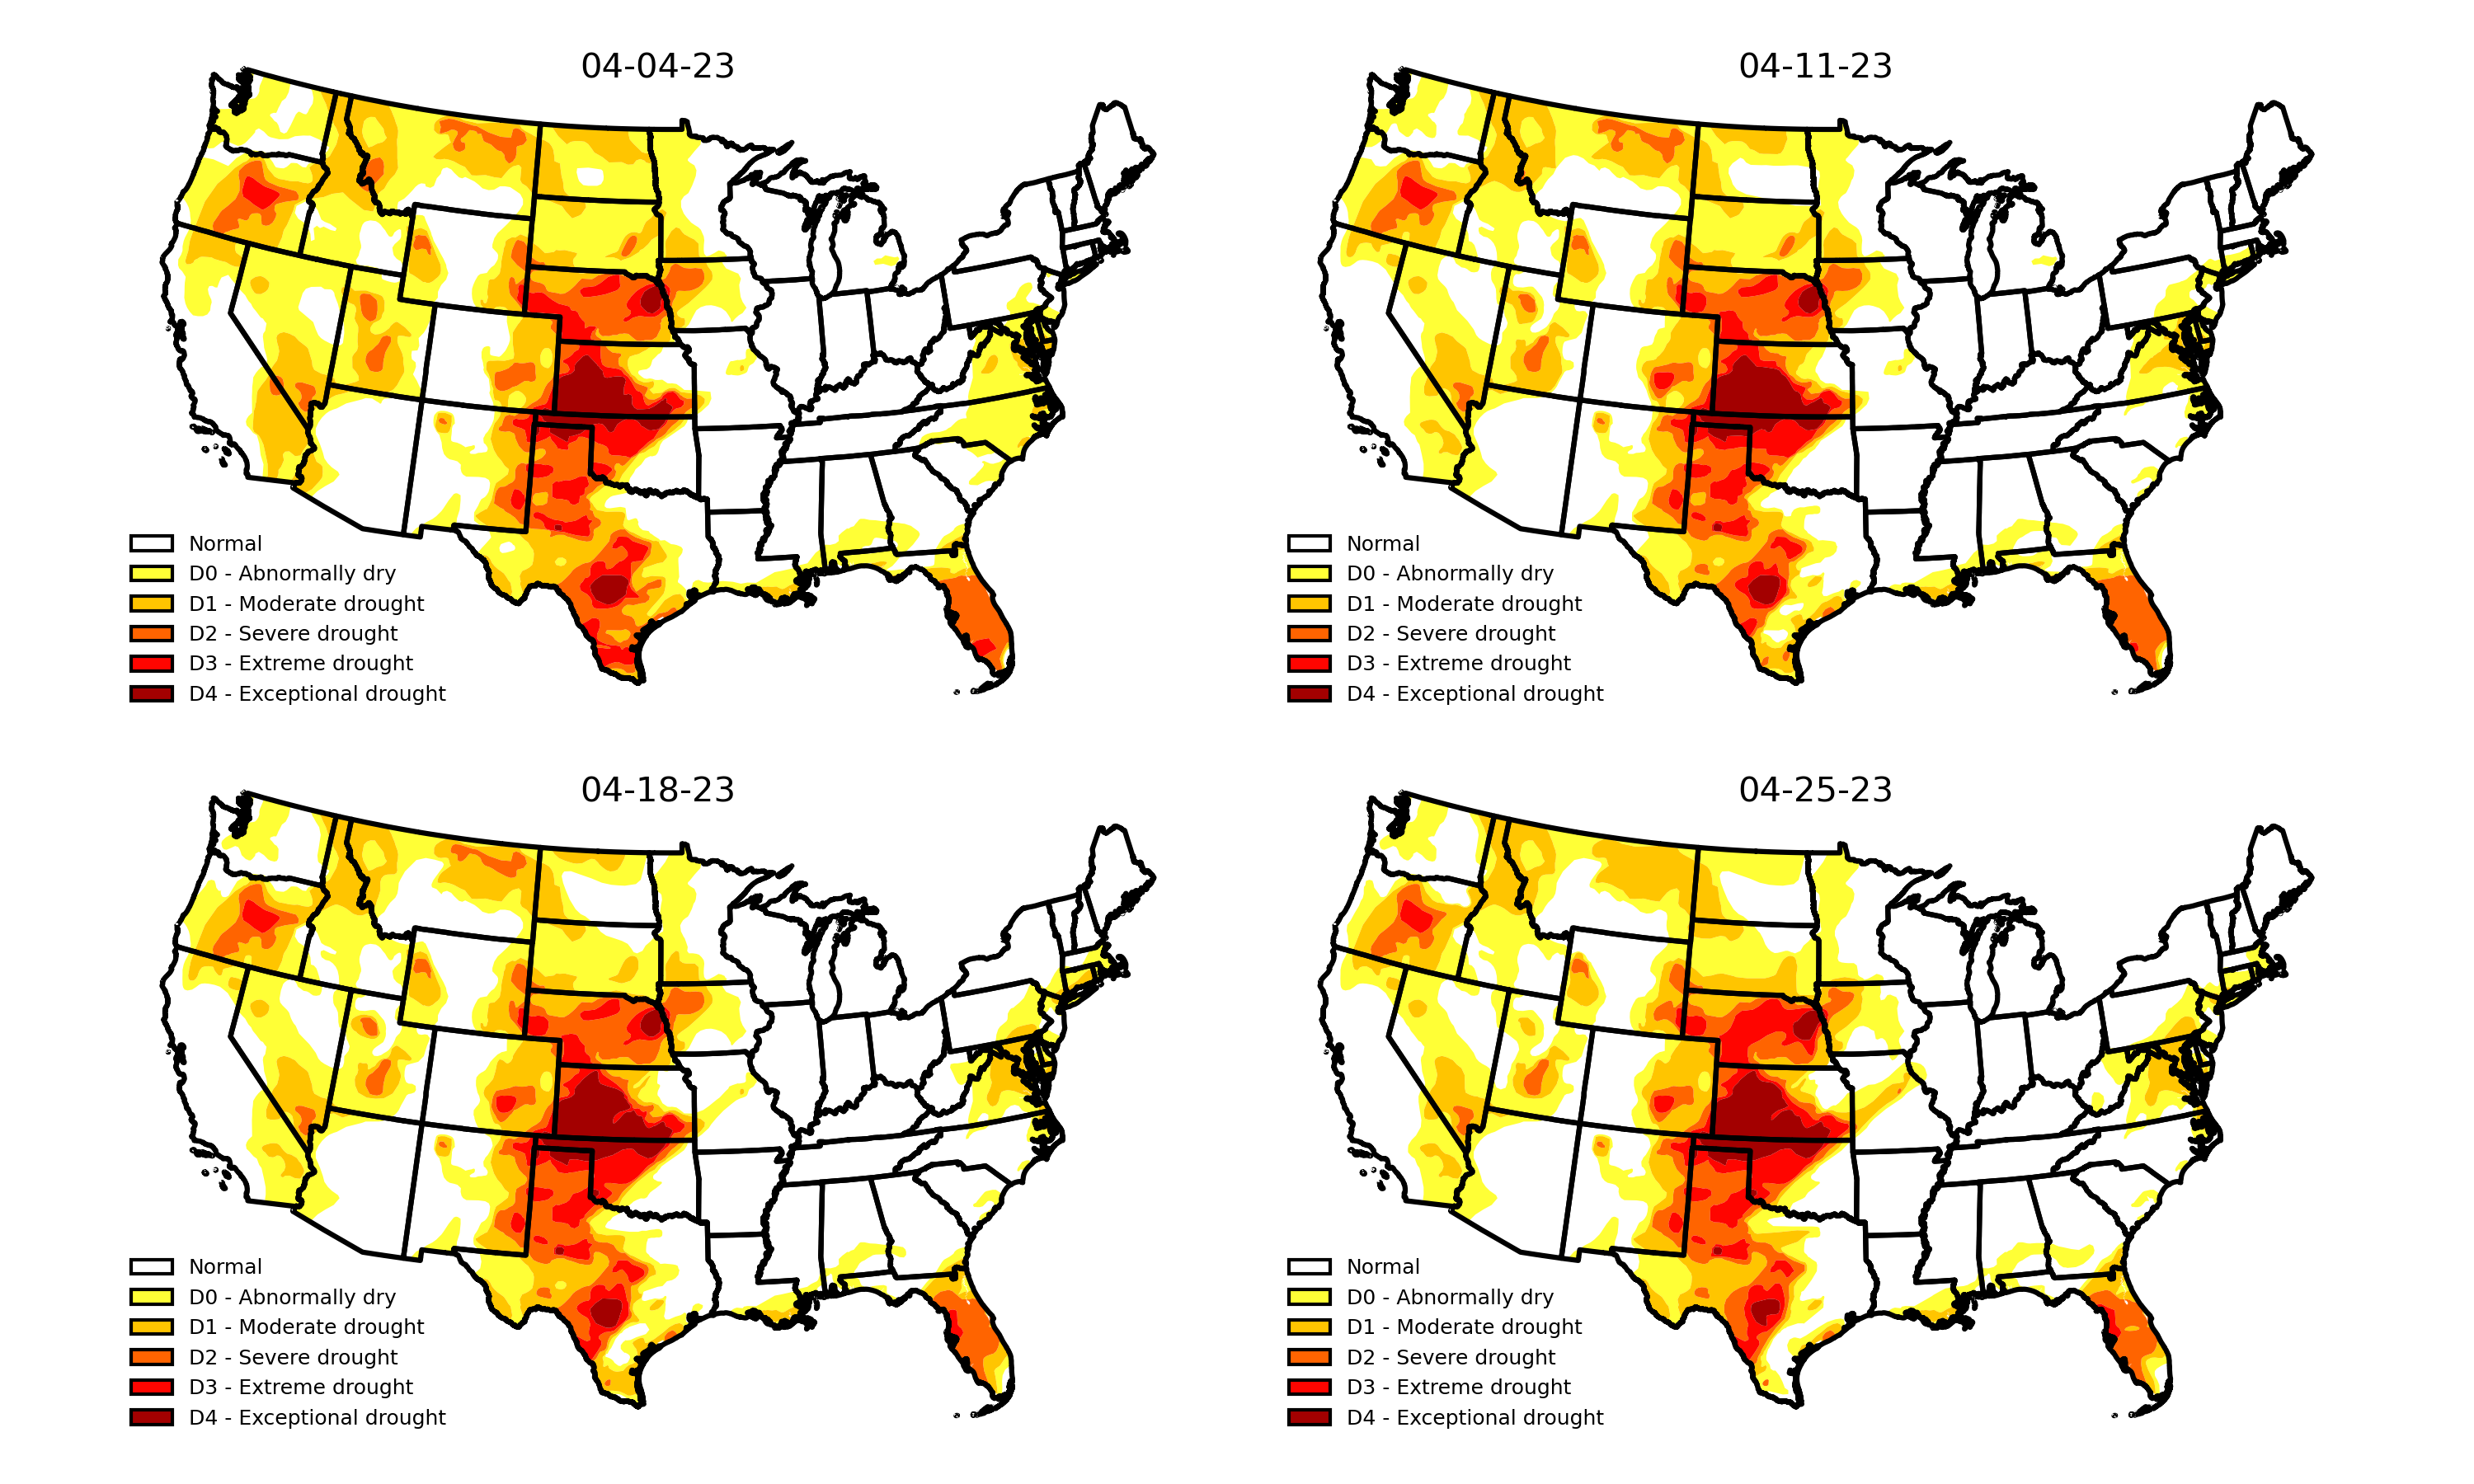 04-04-23
Normal
D0 - Abnormally dry
D1 - Moderate drought
D2 - Severe drought
D3 - Extreme drought
D4 - Exceptional drought
04-11-23
Normal
D0 - Abnormally dry
D1 - Moderate drought
D2 - Severe drought
D3 - Extreme drought
D4 - Exceptional drought
04-18-23
Normal
D0 - Abnormally dry
D1 - Moderate drought
D2 - Severe drought
D3 - Extreme drought
D4 - Exceptional drought
04-25-23
Normal
D0 - Abnormally dry
D1 - Moderate drought
D2 - Severe drought
D3 - Extreme drought
D4 - Exceptional drought